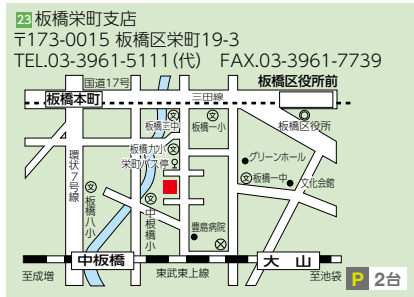 23 板橋栄町支店
〒173-0015 板橋区栄町19-3
TEL.03-3961-5111(代) FAX.03-3961-7739
国道17号
三田線
板橋区役所前
板橋本町
板橋三中
板橋一小
板橋区役所
板橋九小
栄町バス停
グリーンホール
環状7号線
板橋八小
中根橋小
板橋一中
文化会館
豊島病院
中板橋
大山
至成増
東武東上線
至池袋
P 2台